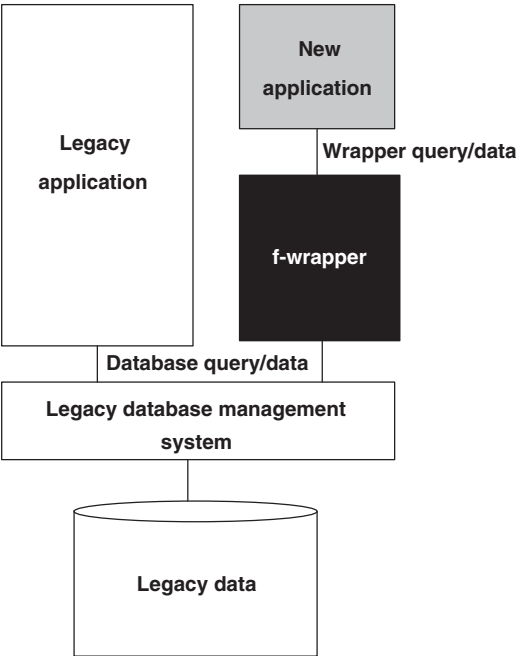 New
application
Legacy
application
Wrapper query/data
f-wrapper
Database query/data
Legacy database management
system
Legacy data